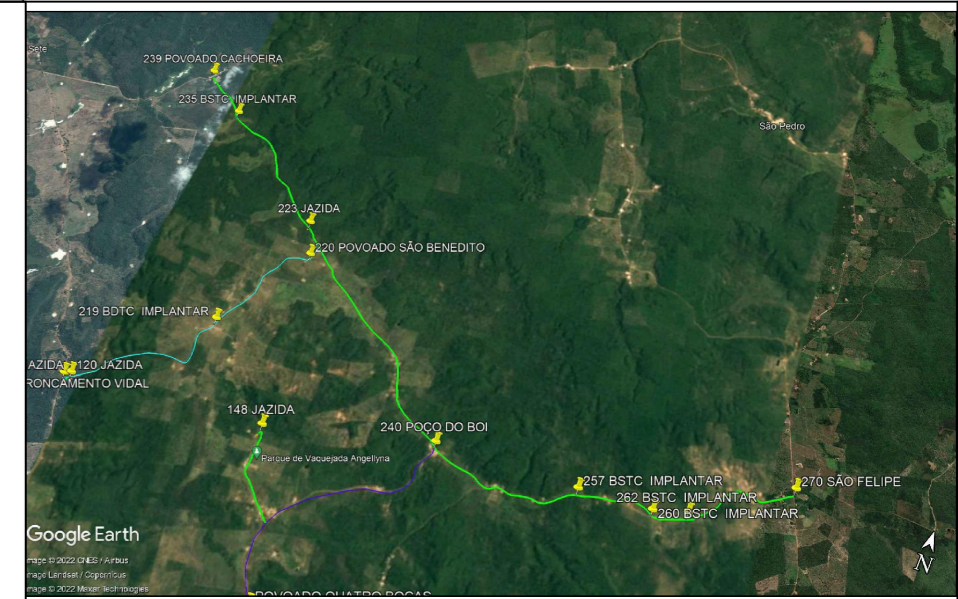 Sete
239 POVOADO CACHOEIRA
235 BSTC IMPLANTAR
São Pedro
223 JAZIDA
220 POVOADO SÃO BENEDITO
219 BDTC IMPLANTAR
AZIDA 120 JAZIDA
RONCAMENTO VIDAL
148 JAZIDA
240 POÇO DO BOI
Parque de Vaquejada Angellyna
257 BSTC IMPLANTAR
270 SÃO FELIPE
262 BSTC IMPLANTAR
260 BSTC IMPLANTAR
Google Earth
mage © 2022 CNES / Airbus
mage Landsat / Copernicus
mage © 2022 Maxar Technologies
N
POVOADO QUATRO BOCAS